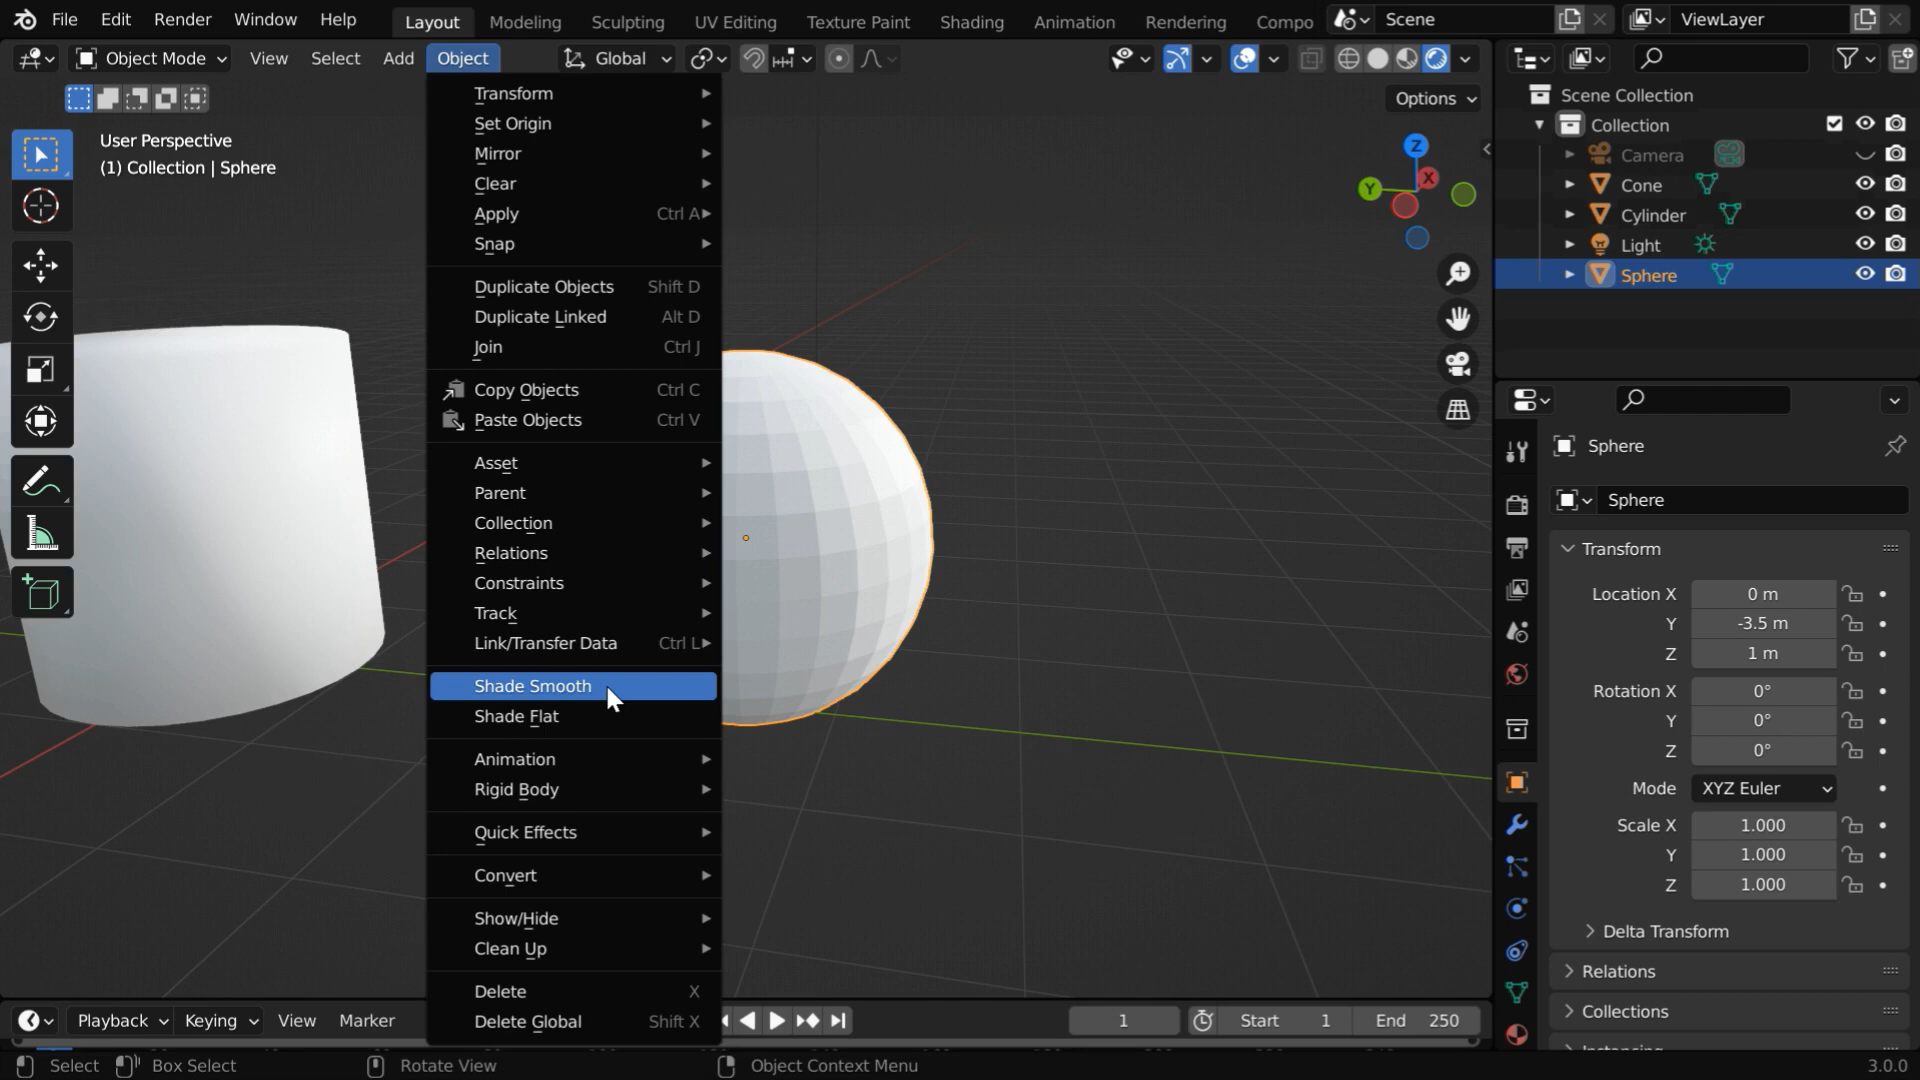 File Edit Render Window Help Layout Modeling Sculpting UV Editing Texture Paint Shading Animation Rendering Compo Scene ViewLayer
Object Mode View Select Add Object Global
Options
User Perspective
(1) Collection | Sphere
Transform
Set Origin
Mirror
Clear
Apply Ctrl A
Snap
Duplicate Objects Shift D
Duplicate Linked Alt D
Join Ctrl J
Copy Objects Ctrl C
Paste Objects Ctrl V
Asset
Parent
Collection
Relations
Constraints
Track
Link/Transfer Data Ctrl L
Shade Smooth
Shade Flat
Animation
Rigid Body
Quick Effects
Convert
Show/Hide
Clean Up
Delete X
Delete Global Shift X
Z
Y X
Scene Collection
Collection
Camera
Cone
Cylinder
Light
Sphere
Sphere
Sphere
Transform
Location X 0 m
Y -3.5 m
Z 1 m
Rotation X 0°
Y 0°
Z 0°
Mode XYZ Euler
Scale X 1.000
Y 1.000
Z 1.000
Delta Transform
Relations
Collections
Playback Keying View Marker 1 Start 1 End 250
Select Box Select Rotate View Object Context Menu 3.0.0